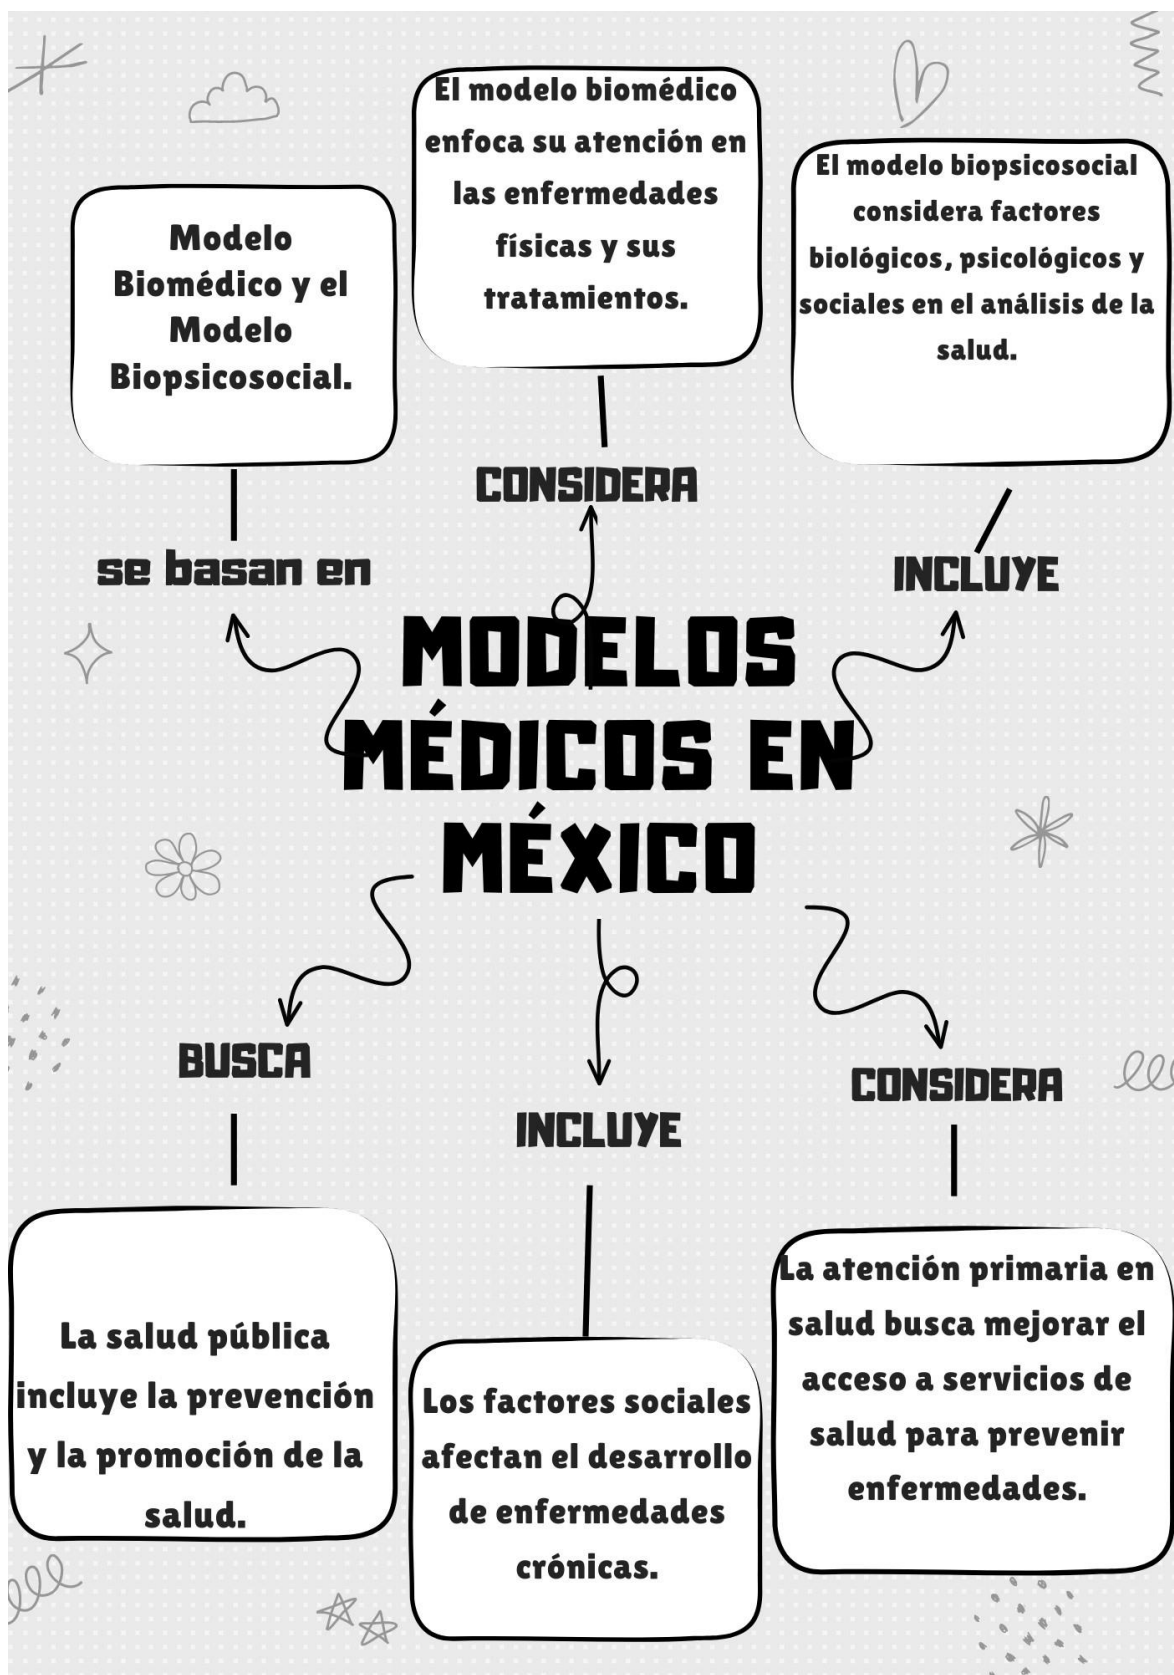 El modelo biomédico
enfoca su atención en
las enfermedades
físicas y sus
tratamientos.
El modelo biopsicosocial
considera factores
biológicos, psicológicos y
sociales en el análisis de la
salud.
Modelo
Biomédico y el
Modelo
Biopsicosocial.
CONSIDERA
se basan en
INCLUYE
MODELOS
MÉDICOS EN
MÉXICO
BUSCA
CONSIDERA
INCLUYE
La salud pública
incluye la prevención
y la promoción de la
salud.
Los factores sociales
afectan el desarrollo
de enfermedades
crónicas.
La atención primaria en
salud busca mejorar el
acceso a servicios de
salud para prevenir
enfermedades.